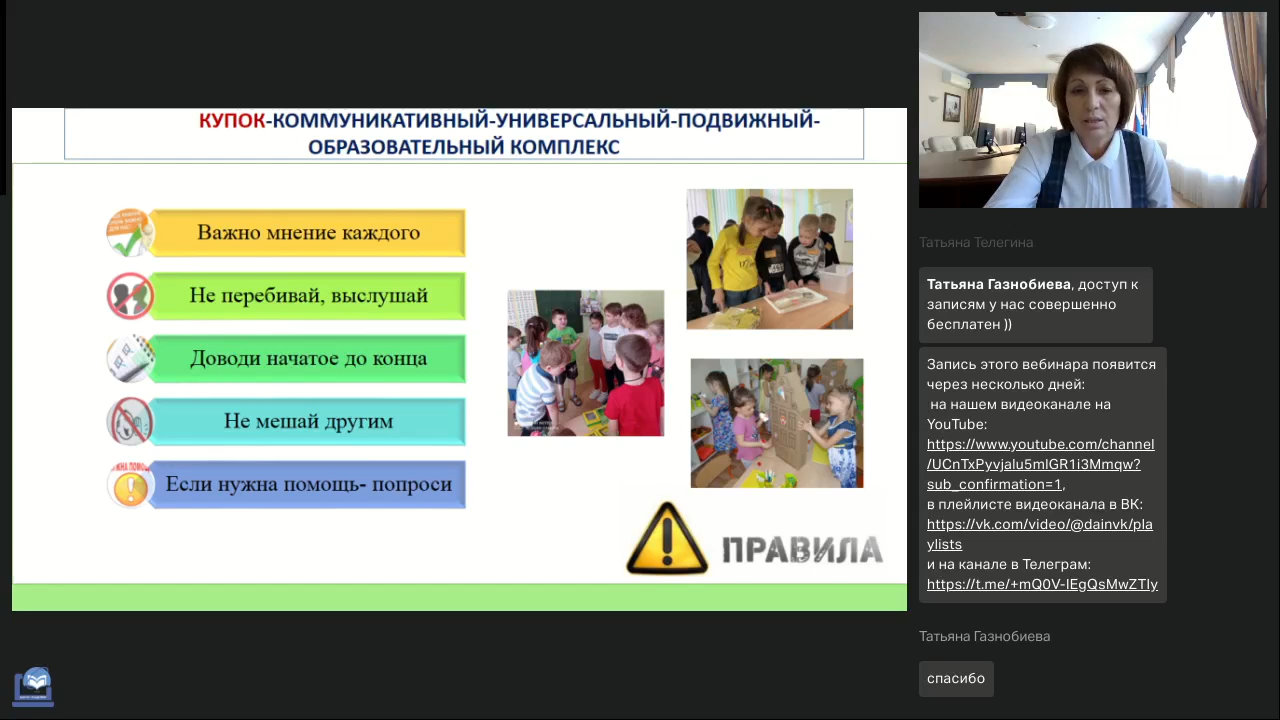 КУПОК-КОММУНИКАТИВНЫЙ-УНИВЕРСАЛЬНЫЙ-ПОДВИЖНЫЙ-
ОБРАЗОВАТЕЛЬНЫЙ КОМПЛЕКС
Важно мнение каждого
Не перебивай, выслушай
Доводи начатое до конца
Не мешай другим
Если нужна помощь- попроси
ПРАВИЛА
Татьяна Телегина
Татьяна Газнобиева, доступ к
записям у нас совершенно
бесплатен ))
Запись этого вебинара появится
через несколько дней:
на нашем видеоканале на
YouTube:
https://www.youtube.com/channel
/UCnTxPyvjalu5mlGR1i3Mmqw?
sub_confirmation=1,
в плейлисте видеоканала в ВК:
https://vk.com/video/@dainvk/pla
ylists
и на канале в Телеграм:
https://t.me/+mQ0V-lEgQsMwZTIy
Татьяна Газнобиева
спасибо